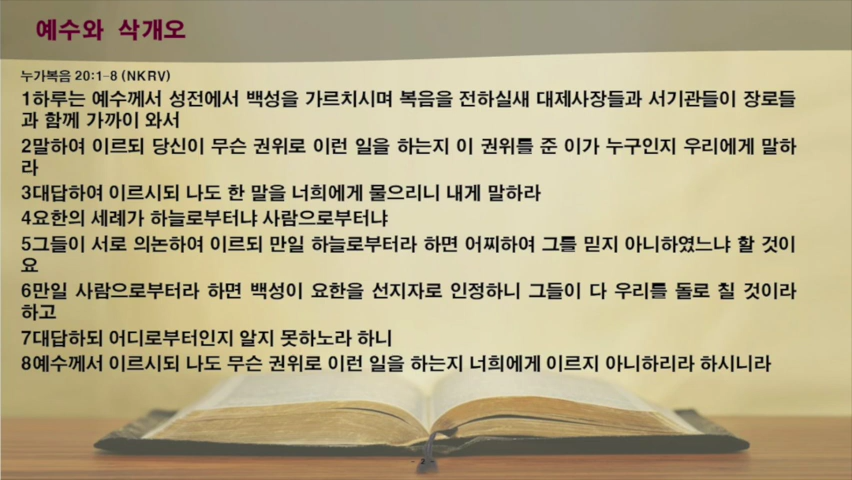 예수와 삭개오
누가복음 20:1-8 (NKRV)
1하루는 예수께서 성전에서 백성을 가르치시며 복음을 전하실새 대제사장들과 서기관들이 장로들
과 함께 가까이 와서
2말하여 이르되 당신이 무슨 권위로 이런 일을 하는지 이 권위를 준 이가 누구인지 우리에게 말하
라
3대답하여 이르시되 나도 한 말을 너희에게 물으리니 내게 말하라
4요한의 세례가 하늘로부터냐 사람으로부터냐
5그들이 서로 의논하여 이르되 만일 하늘로부터라 하면 어찌하여 그를 믿지 아니하였느냐 할 것이
요
6만일 사람으로부터라 하면 백성이 요한을 선지자로 인정하니 그들이 다 우리를 돌로 칠 것이라
하고
7대답하되 어디로부터인지 알지 못하노라 하니
8예수께서 이르시되 나도 무슨 권위로 이런 일을 하는지 너희에게 이르지 아니하리라 하시니라